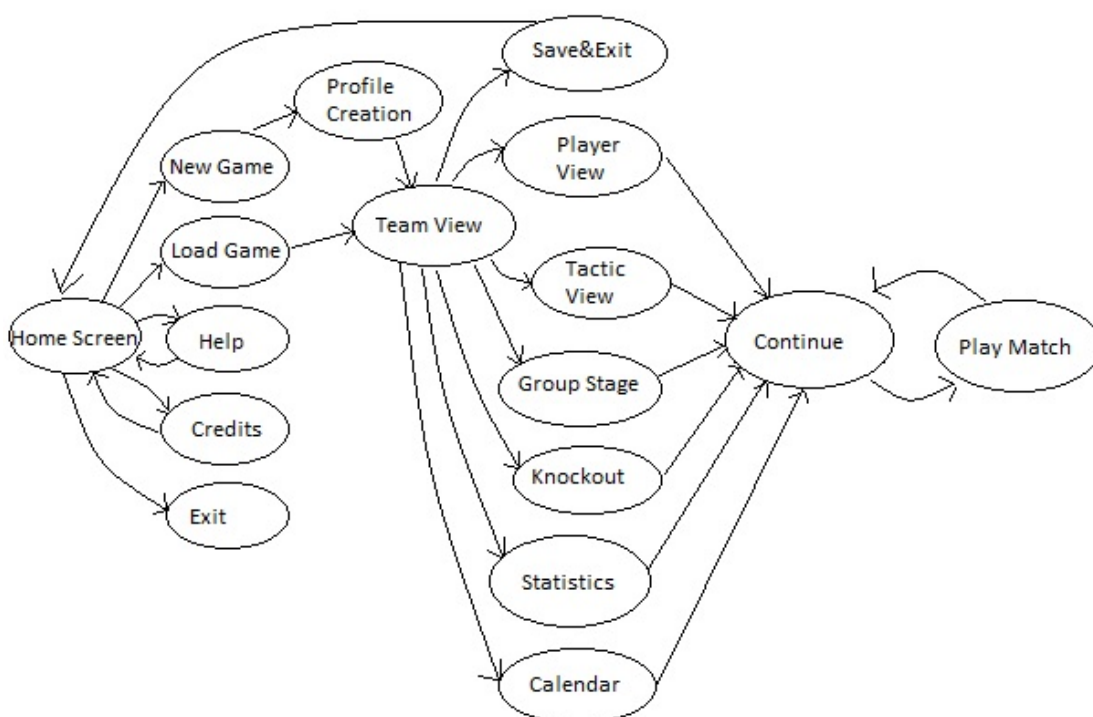 Save&Exit
Profile
Creation
Player
View
New Game
Team View
Load Game
Tactic
View
Home Screen
Help
Continue
Play Match
Group Stage
Credits
Knockout
Exit
Statistics
Calendar